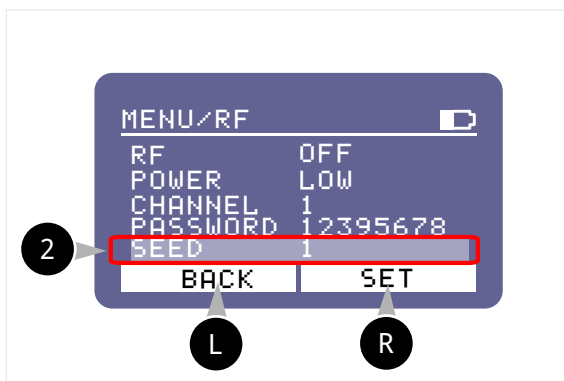 MENU/RF
RF OFF
POWER LOW
CHANNEL 1
PASSWORD 12395678
2 SEED 1
BACK SET
L R